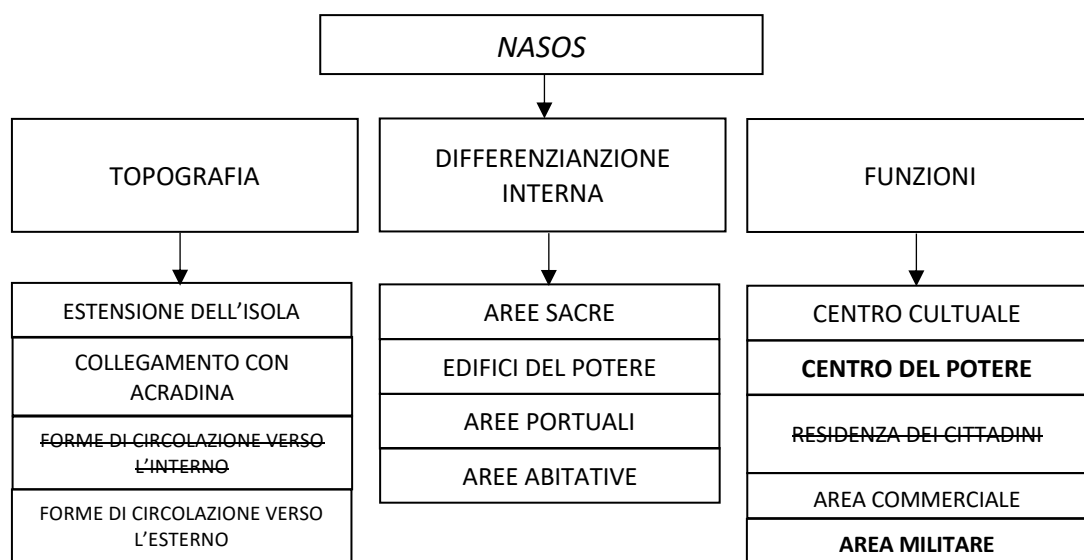 NASOS
TOPOGRAFIA
DIFFERENZIANZIONE
INTERNA
FUNZIONI
ESTENSIONE DELL’ISOLA
COLLEGAMENTO CON
ACRADINA
FORME DI CIRCOLAZIONE VERSO
L’INTERNO
FORME DI CIRCOLAZIONE VERSO
L’ESTERNO
AREE SACRE
EDIFICI DEL POTERE
AREE PORTUALI
AREE ABITATIVE
CENTRO CULTUALE
CENTRO DEL POTERE
RESIDENZA DEI CITTADINI
AREA COMMERCIALE
AREA MILITARE